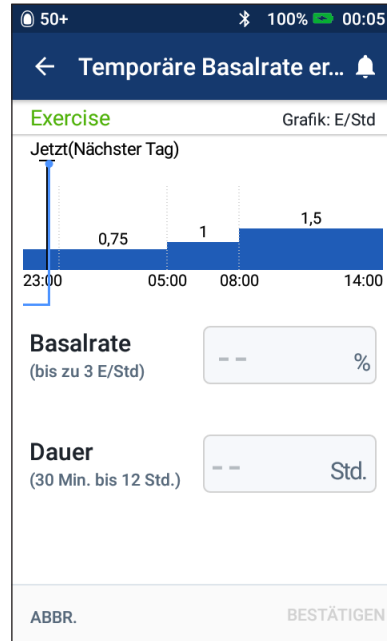 50+ 100% 00:05
Temporäre Basalrate er...
Exercise Grafik: E/Std
Jetzt(Nächster Tag)
0,75 1 1,5
23:00 05:00 08:00 14:00
Basalrate
-- %
(bis zu 3 E/Std)
Dauer
-- Std.
(30 Min. bis 12 Std.)
ABBR. BESTÄTIGEN